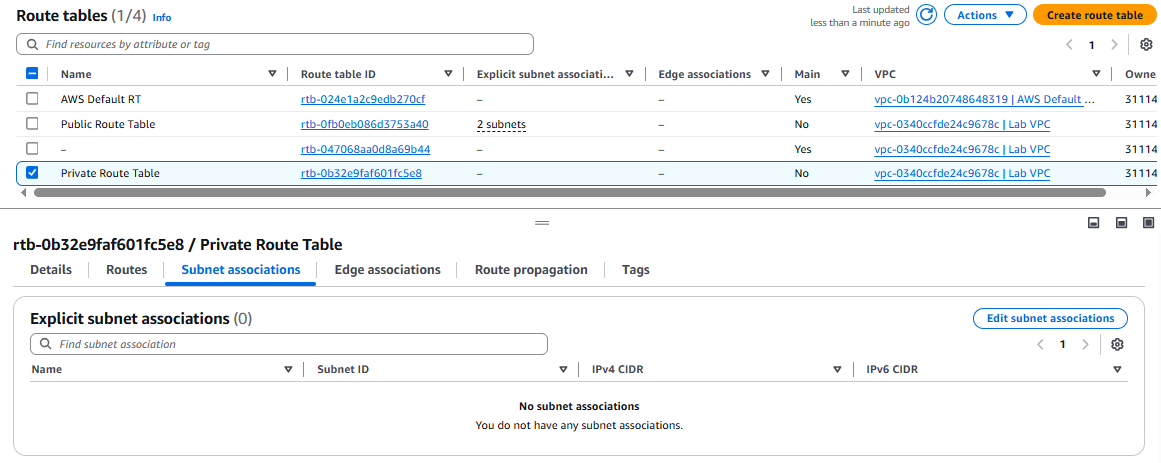 Route tables (1/4) Info
Last updated
less than a minute ago
Actions
Create route table
Find resources by attribute or tag
1
Name Route table ID Explicit subnet associati... Edge associations Main VPC Owne
AWS Default RT rtb-024e1a2c9edb270cf – – Yes vpc-0b124b20748648319 | AWS Default ... 31114
Public Route Table rtb-0fb0eb086d3753a40 2 subnets – No vpc-0340ccfde24c9678c | Lab VPC 31114
– rtb-047068aa0d8a69b44 – – Yes vpc-0340ccfde24c9678c | Lab VPC 31114
Private Route Table rtb-0b32e9faf601fc5e8 – – No vpc-0340ccfde24c9678c | Lab VPC 31114
rtb-0b32e9faf601fc5e8 / Private Route Table
Details Routes Subnet associations Edge associations Route propagation Tags
Explicit subnet associations (0)
Edit subnet associations
Find subnet association
1
Name Subnet ID IPv4 CIDR IPv6 CIDR
No subnet associations
You do not have any subnet associations.